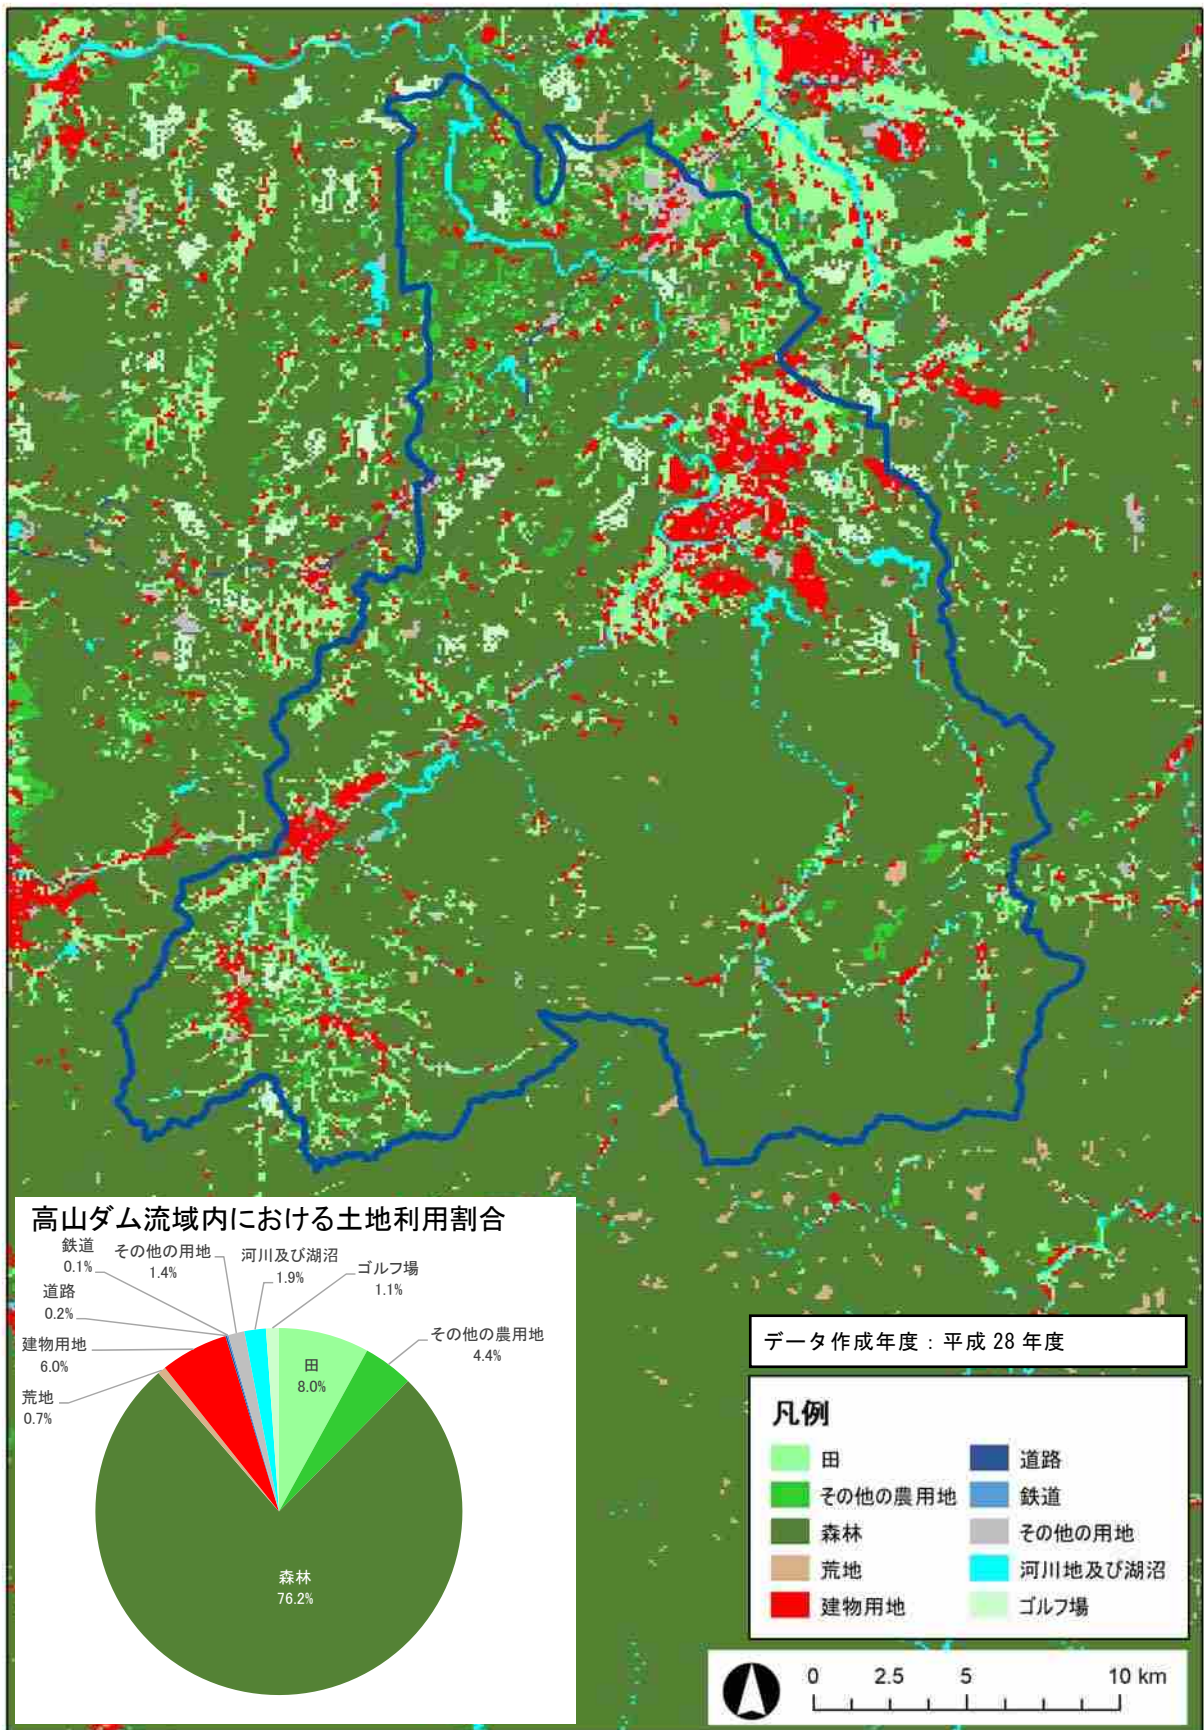 高山ダム流域内における土地利用割合
鉄道
0.1%
その他の用地
1.4%
河川及び湖沼
1.9%
ゴルフ場
1.1%
道路
0.2%
建物用地
6.0%
荒地
0.7%
田
8.0%
その他の農用地
4.4%
森林
76.2%
データ作成年度：平成 28 年度
凡例
田
その他の農用地
森林
荒地
建物用地
道路
鉄道
その他の用地
河川地及び湖沼
ゴルフ場
0 2.5 5 10 km